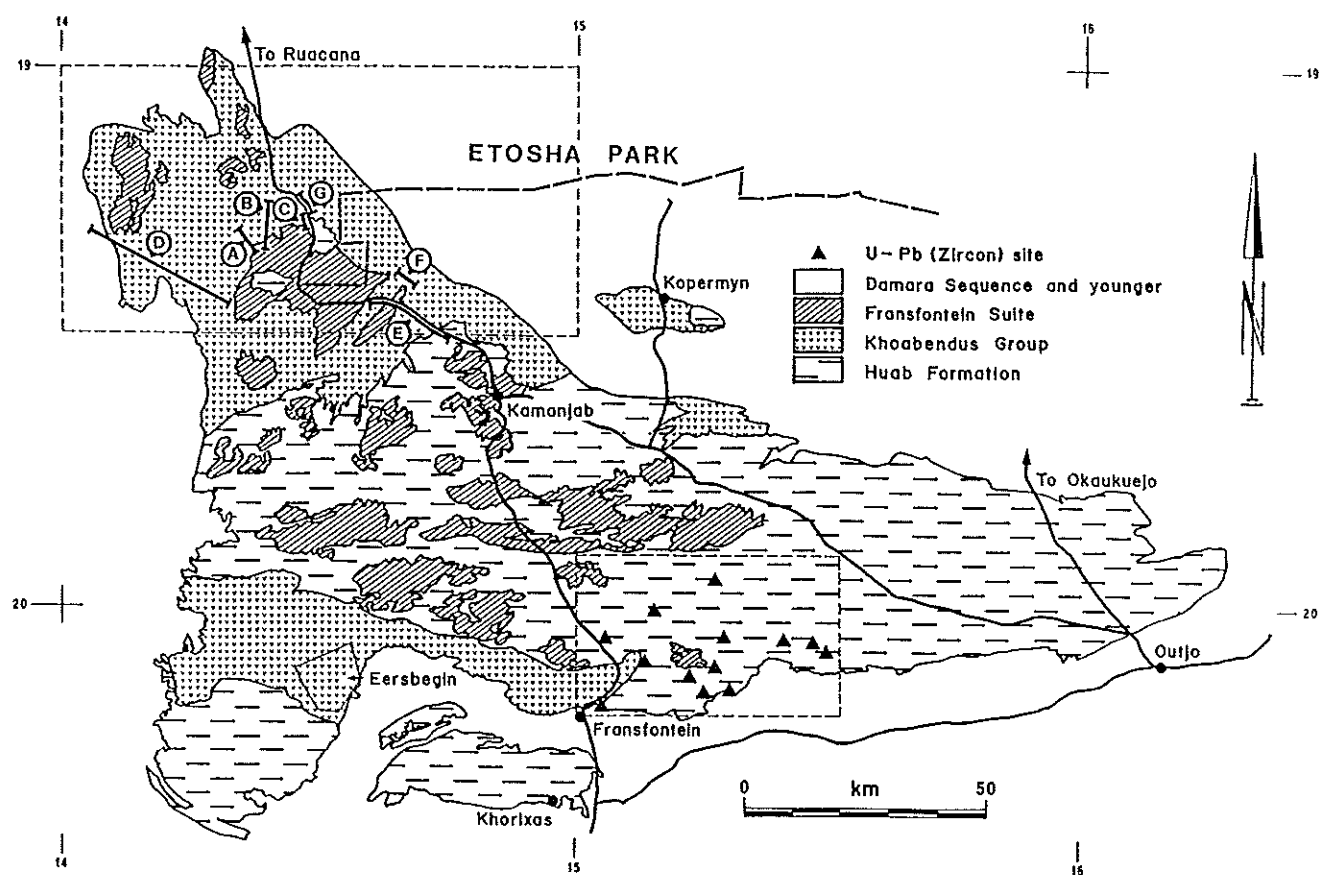 14
15
16
19
19
To Ruacana
ETOSHA PARK
B
C
G
D
A
F
E
Kopermyn
U-Pb (Zircon) site
Damara Sequence and younger
Fransfontein Suite
Khoabendus Group
Huab Formation
N
Kamanjab
To Okaukuejo
20
20
Outjo
Eersbegin
Fransfontein
Khorixas
0 km 50
14
15
16